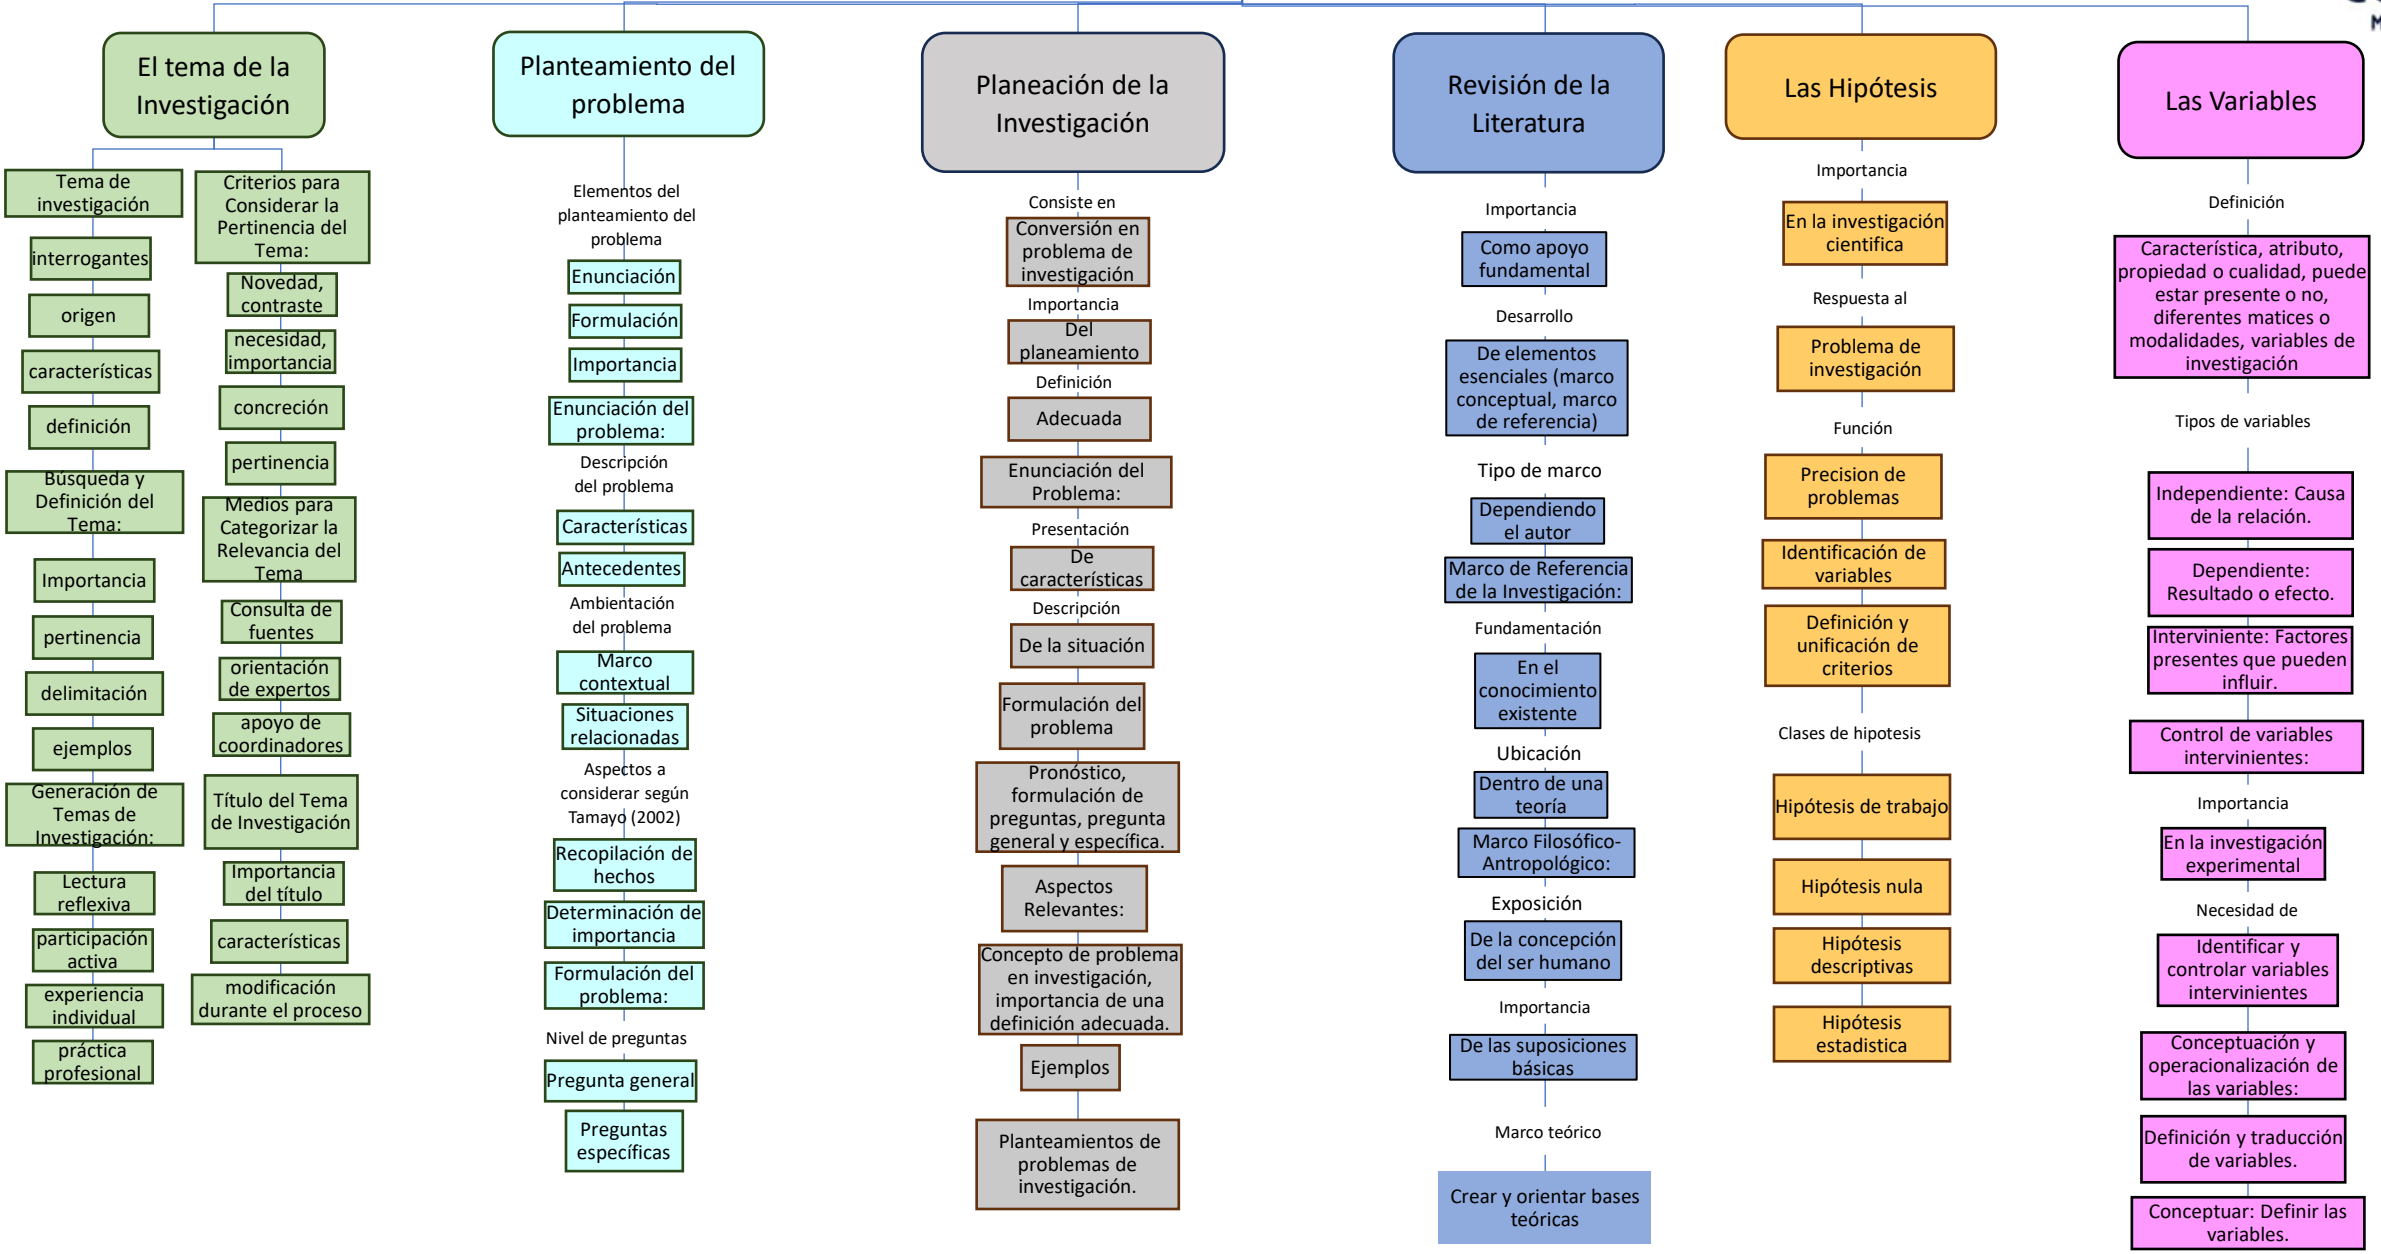 El tema de la
Investigación
Tema de
investigación
interrogantes
origen
características
definición
Búsqueda y
Definición del
Tema:
Importancia
pertinencia
delimitación
ejemplos
Generación de
Temas de
Investigación:
Lectura
reflexiva
participación
activa
experiencia
individual
práctica
profesional
Criterios para
Considerar la
Pertinencia del
Tema:
Novedad,
contraste
necesidad,
importancia
concreción
pertinencia
Medios para
Categorizar la
Relevancia del
Tema
Consulta de
fuentes
orientación
de expertos
apoyo de
coordinadores
Título del Tema
de Investigación
Importancia
del título
características
modificación
durante el proceso
Planteamiento del
problema
Elementos del
planteamiento del
problema
Enunciación
Formulación
Importancia
Enunciación del
problema:
Descripción
del problema
Características
Antecedentes
Ambientación
del problema
Marco
contextual
Situaciones
relacionadas
Aspectos a
considerar según
Tamayo (2002)
Recopilación de
hechos
Determinación de
importancia
Formulación del
problema:
Nivel de preguntas
Pregunta general
Preguntas
específicas
Planeación de la
Investigación
Consiste en
Conversión en
problema de
investigación
Importancia
Del
planeamiento
Definición
Adecuada
Enunciación del
Problema:
Presentación
De
características
Descripción
De la situación
Formulación del
problema
Pronóstico,
formulación de
preguntas, pregunta
general y específica.
Aspectos
Relevantes:
Concepto de problema
en investigación,
importancia de una
definición adecuada.
Ejemplos
Planteamientos de
problemas de
investigación.
Revisión de la
Literatura
Importancia
Como apoyo
fundamental
Desarrollo
De elementos
esenciales (marco
conceptual, marco
de referencia)
Tipo de marco
Dependiendo
el autor
Marco de Referencia
de la Investigación:
Fundamentación
En el
conocimiento
existente
Ubicación
Dentro de una
teoría
Marco Filosófico-
Antropológico:
Exposición
De la concepción
del ser humano
Importancia
De las suposiciones
básicas
Marco teórico
Crear y orientar bases
teóricas
Las Hipótesis
Importancia
En la investigación
cientifica
Respuesta al
Problema de
investigación
Función
Precision de
problemas
Identificación de
variables
Definición y
unificación de
criterios
Clases de hipotesis
Hipótesis de trabajo
Hipótesis nula
Hipótesis
descriptivas
Hipótesis
estadistica
Las Variables
Definición
Característica, atributo,
propiedad o cualidad, puede
estar presente o no,
diferentes matices o
modalidades, variables de
investigación
Tipos de variables
Independiente: Causa
de la relación.
Dependiente:
Resultado o efecto.
Interviniente: Factores
presentes que pueden
influir.
Control de variables
intervinientes:
Importancia
En la investigación
experimental
Necesidad de
Identificar y
controlar variables
intervinientes
Conceptuación y
operacionalización de
las variables:
Definición y traducción
de variables.
Conceptuar: Definir las
variables.